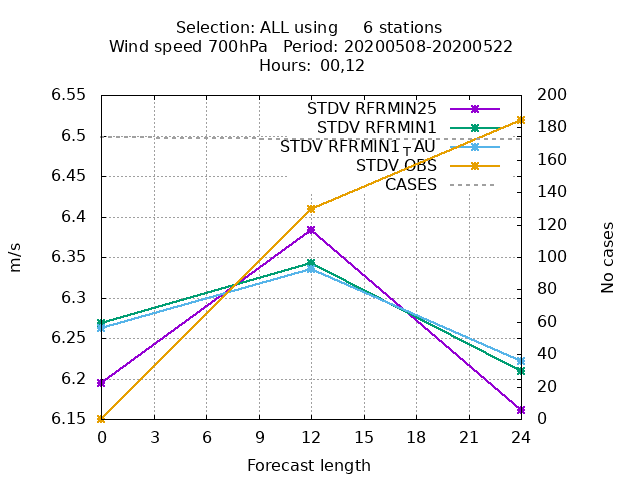 Selection: ALL using     6 stations
Wind speed 700hPa   Period: 20200508-20200522
Hours:  00,12
6.55
6.5
6.45
6.4
6.35
6.3
6.25
6.2
6.15
m/s
STDV RFRMIN25
STDV RFRMIN1
STDV RFRMIN1_TAU
STDV OBS
CASES
200
180
160
140
120
100
80
60
40
20
0
No cases
0 3 6 9 12 15 18 21 24
Forecast length